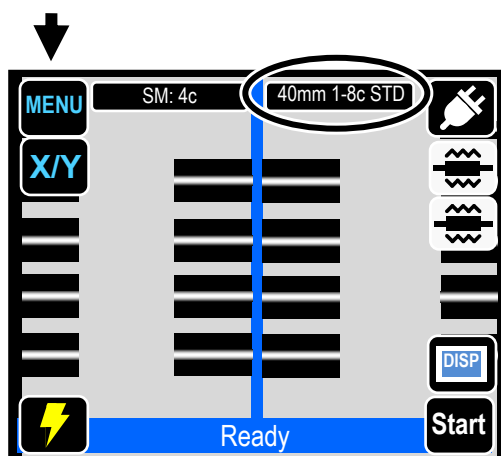 MENU
SM: 4c
40mm 1-8c STD
X/Y
DISP
Start
Ready